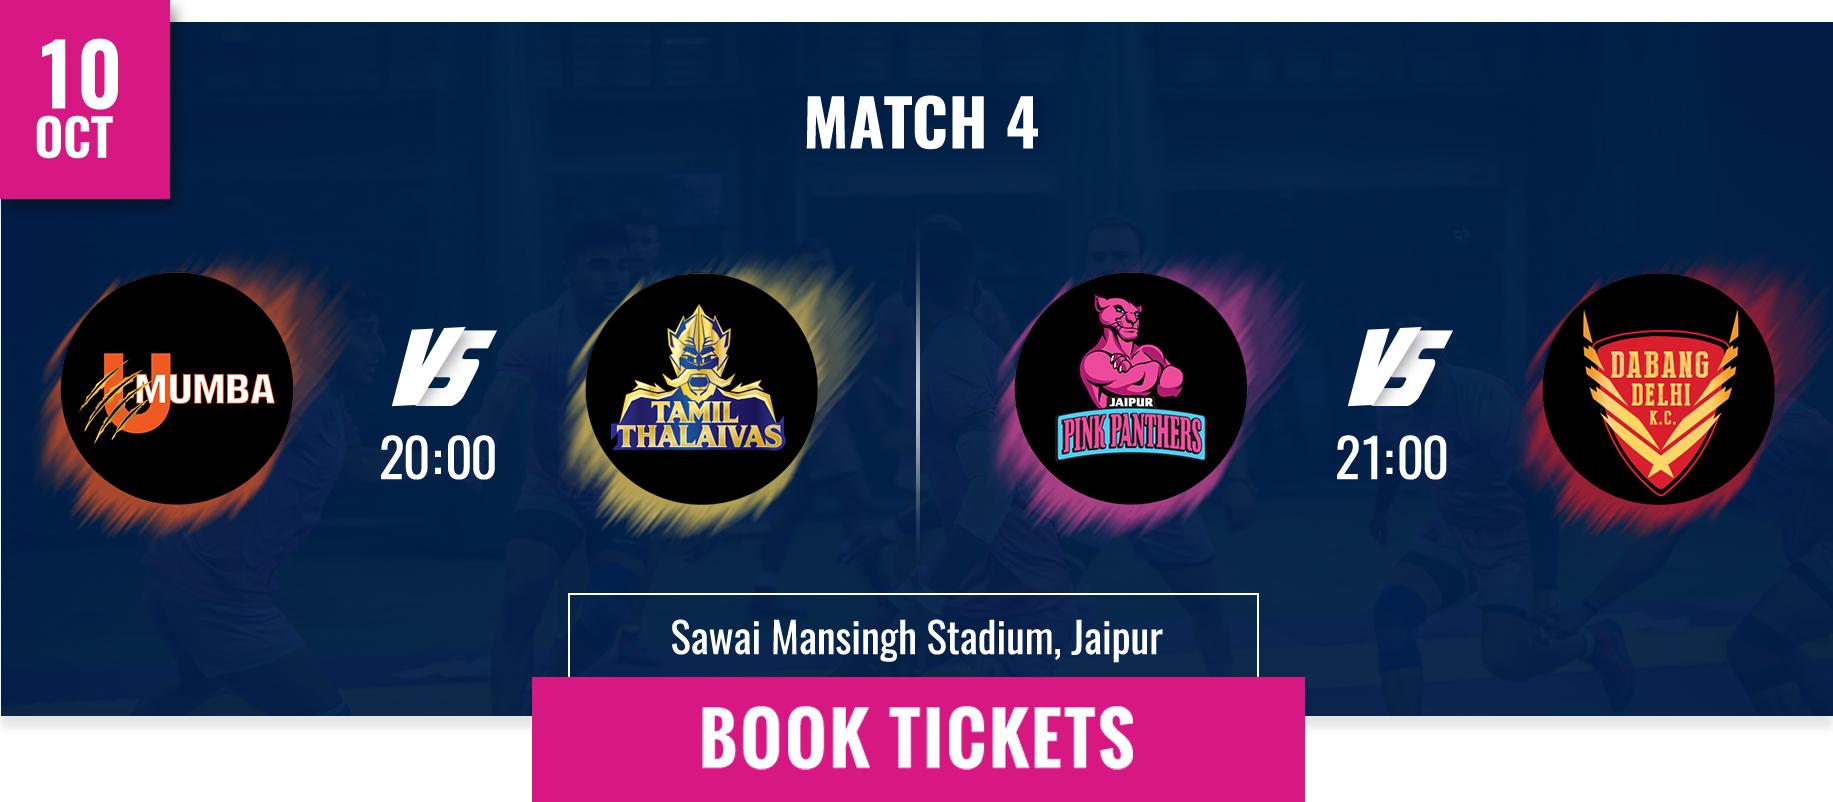 10
OCT
MATCH 4
U MUMBA
VS
20:00
TAMIL
THALAIVAS
JAIPUR
PINK PANTHERS
VS
21:00
DABANG
DELHI
K.C.
Sawai Mansingh Stadium, Jaipur
BOOK TICKETS